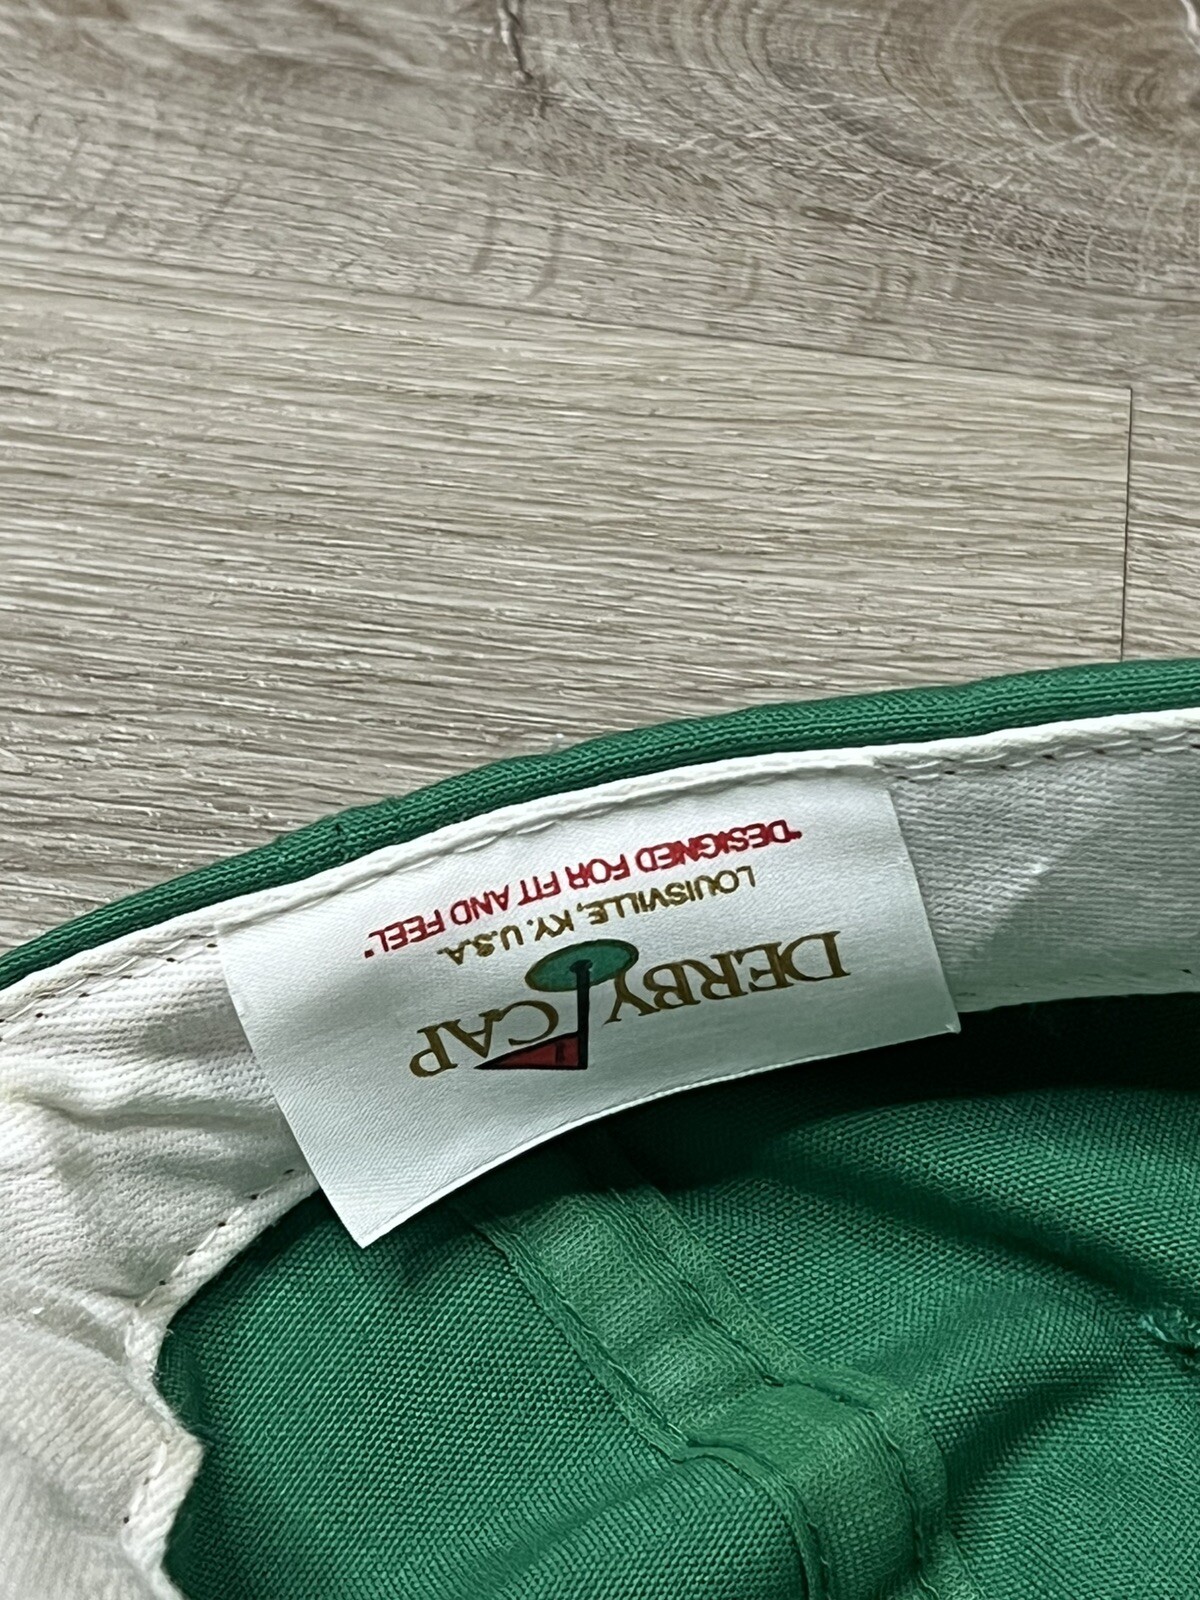 DERBY CAP
LOUISVILLE, KY. U.S.A.
"DESIGNED FOR FIT AND FEEL"